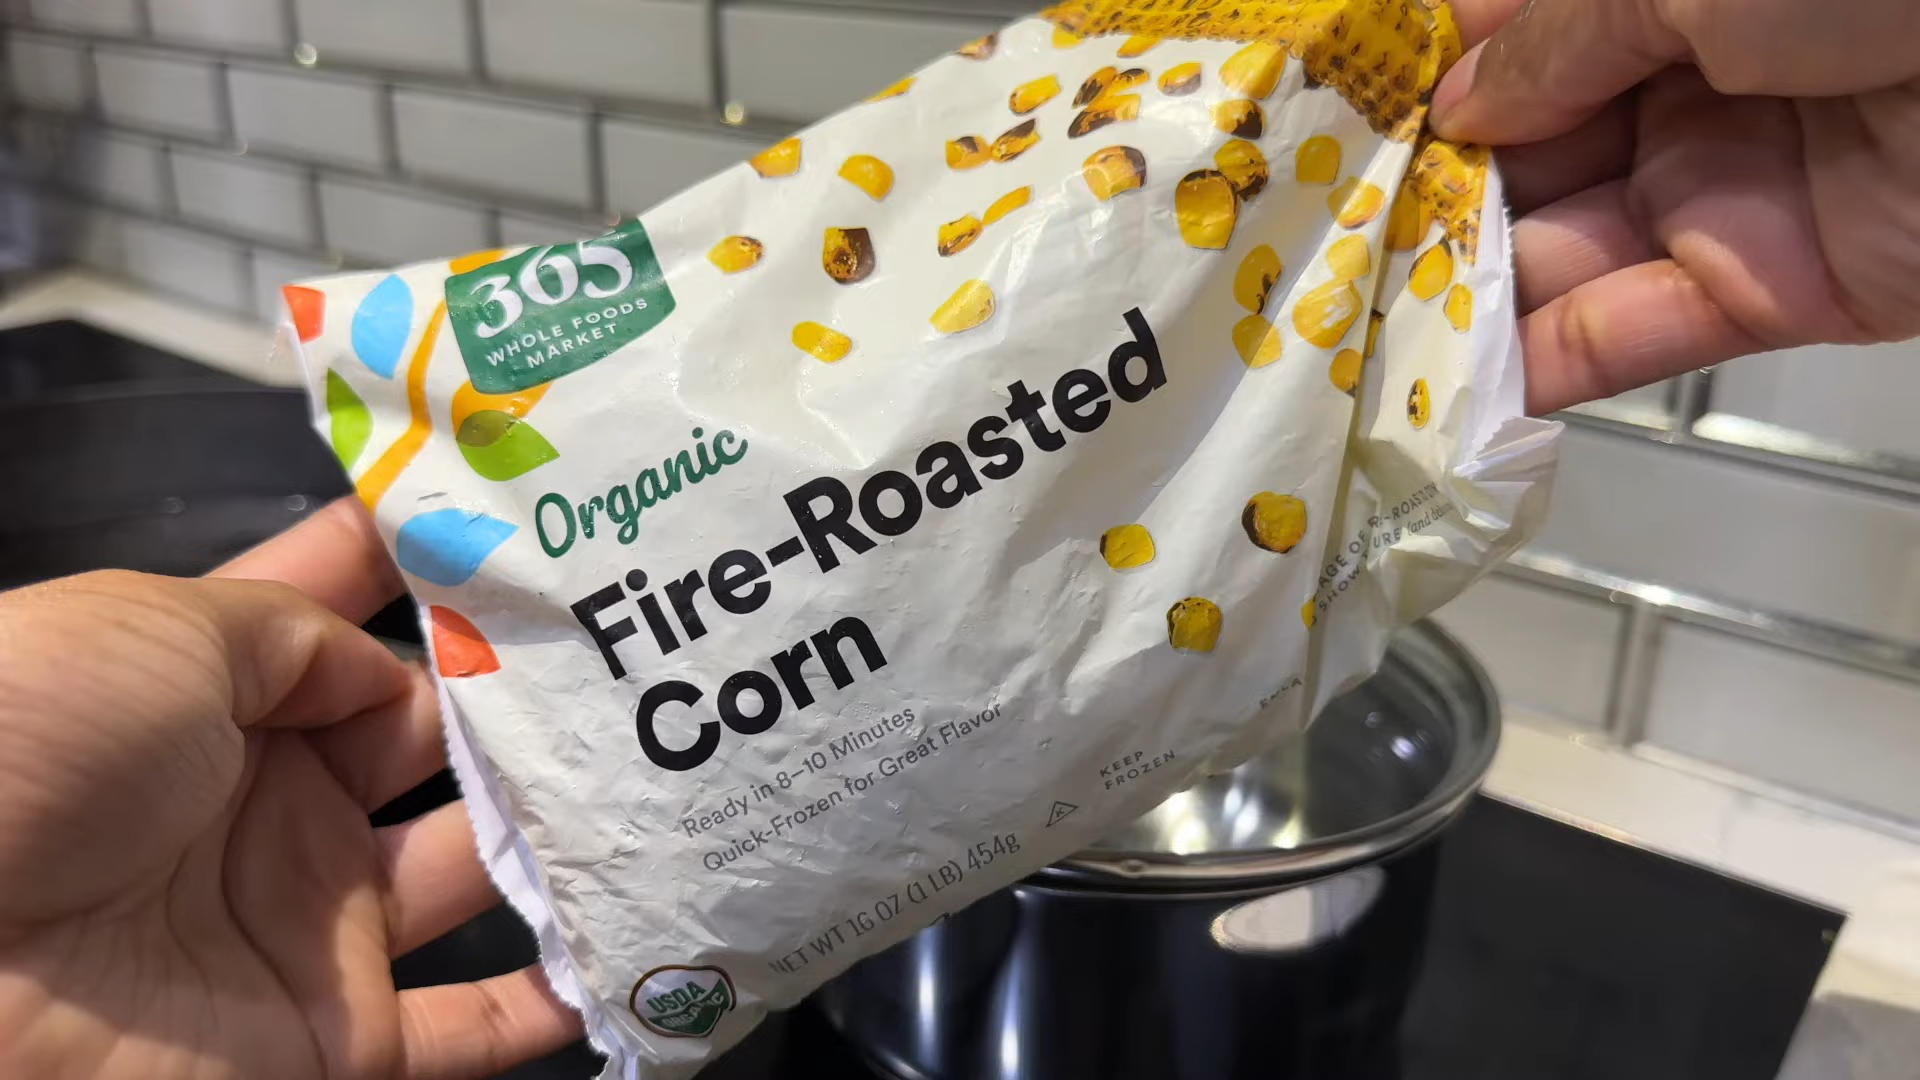 365
WHOLE FOODS
MARKET
Organic
Fire-Roasted
Corn
Ready in 8–10 Minutes
Quick-Frozen for Great Flavor
KEEP
FROZEN
K
NET WT 16 OZ (1 LB) 454g
USDA
ORGANIC